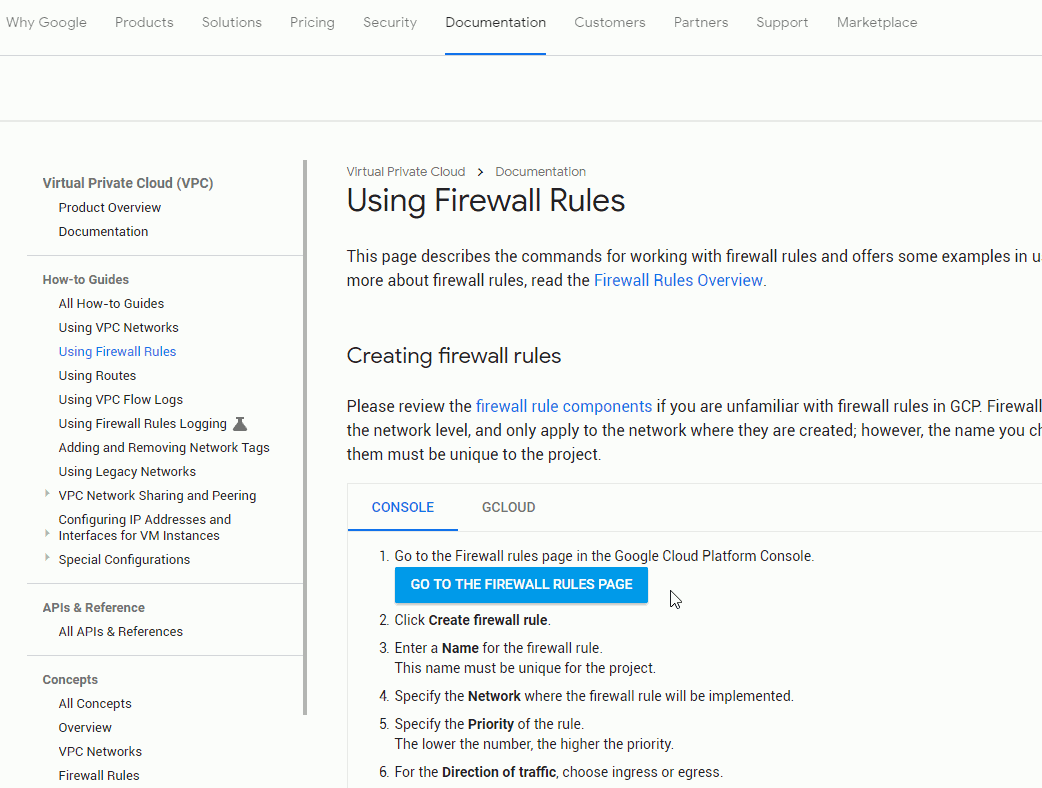 Why Google Products Solutions Pricing Security Documentation Customers Partners Support Marketplace
Virtual Private Cloud (VPC)
Product Overview
Documentation
How-to Guides
All How-to Guides
Using VPC Networks
Using Firewall Rules
Using Routes
Using VPC Flow Logs
Using Firewall Rules Logging
Adding and Removing Network Tags
Using Legacy Networks
VPC Network Sharing and Peering
Configuring IP Addresses and
Interfaces for VM Instances
Special Configurations
APIs & Reference
All APIs & References
Concepts
All Concepts
Overview
VPC Networks
Firewall Rules
Virtual Private Cloud > Documentation
Using Firewall Rules
This page describes the commands for working with firewall rules and offers some examples in u
more about firewall rules, read the Firewall Rules Overview.
Creating firewall rules
Please review the firewall rule components if you are unfamiliar with firewall rules in GCP. Firewall
the network level, and only apply to the network where they are created; however, the name you ch
them must be unique to the project.
CONSOLE GCLOUD
1. Go to the Firewall rules page in the Google Cloud Platform Console.
GO TO THE FIREWALL RULES PAGE
2. Click Create firewall rule.
3. Enter a Name for the firewall rule.
This name must be unique for the project.
4. Specify the Network where the firewall rule will be implemented.
5. Specify the Priority of the rule.
The lower the number, the higher the priority.
6. For the Direction of traffic, choose ingress or egress.